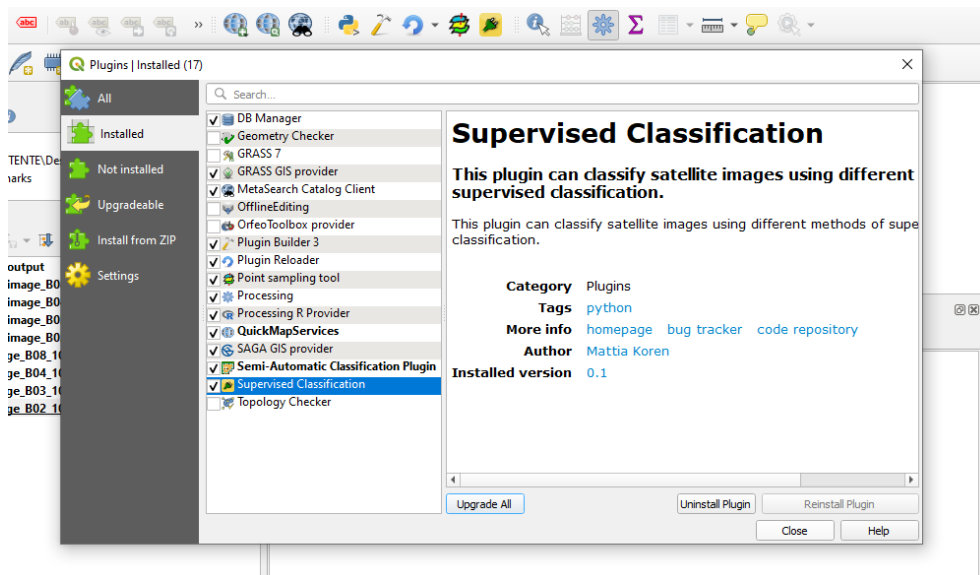 abc
Plugins | Installed (17)
All
Installed
Not installed
Upgradeable
Install from ZIP
Settings
Search...
DB Manager
Geometry Checker
GRASS 7
GRASS GIS provider
MetaSearch Catalog Client
OfflineEditing
OrfeoToolbox provider
Plugin Builder 3
Plugin Reloader
Point sampling tool
Processing
Processing R Provider
QuickMapServices
SAGA GIS provider
Semi-Automatic Classification Plugin
Supervised Classification
Topology Checker
Supervised Classification
This plugin can classify satellite images using different
supervised classification.
This plugin can classify satellite images using different methods of supe
classification.
Category Plugins
Tags python
More info homepage bug tracker code repository
Author Mattia Koren
Installed version 0.1
Upgrade All
Uninstall Plugin
Reinstall Plugin
Close
Help
TENTE\De
narks
output
image_B0
image_B0
image_B0
image_B0
ge_B08_10
ge_B04_10
ge_B03_10
ge_B02_10